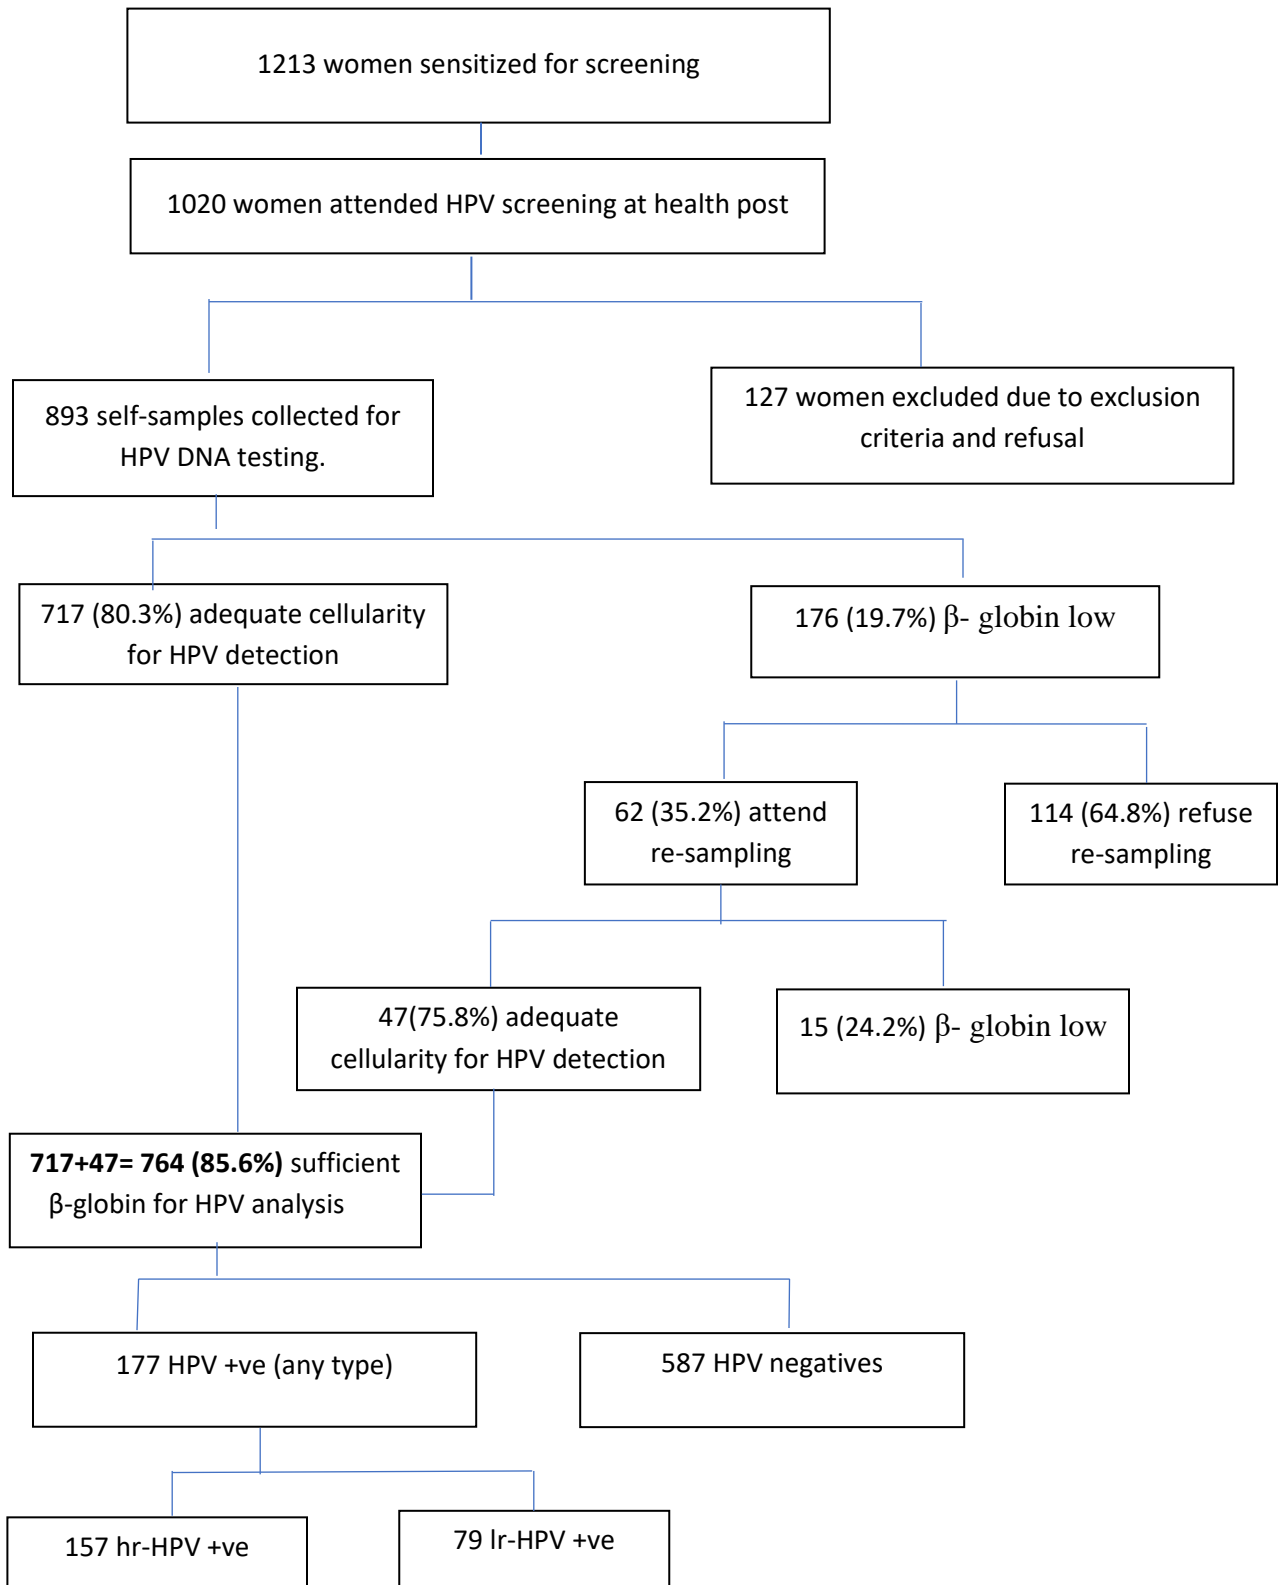 1213 women sensitized for screening
1020 women attended HPV screening at health post
893 self-samples collected for
HPV DNA testing.
127 women excluded due to exclusion
criteria and refusal
717 (80.3%) adequate cellularity
for HPV detection
176 (19.7%) β- globin low
62 (35.2%) attend
re-sampling
114 (64.8%) refuse
re-sampling
47(75.8%) adequate
cellularity for HPV detection
15 (24.2%) β- globin low
717+47= 764 (85.6%) sufficient
β-globin for HPV analysis
177 HPV +ve (any type)
587 HPV negatives
157 hr-HPV +ve
79 lr-HPV +ve